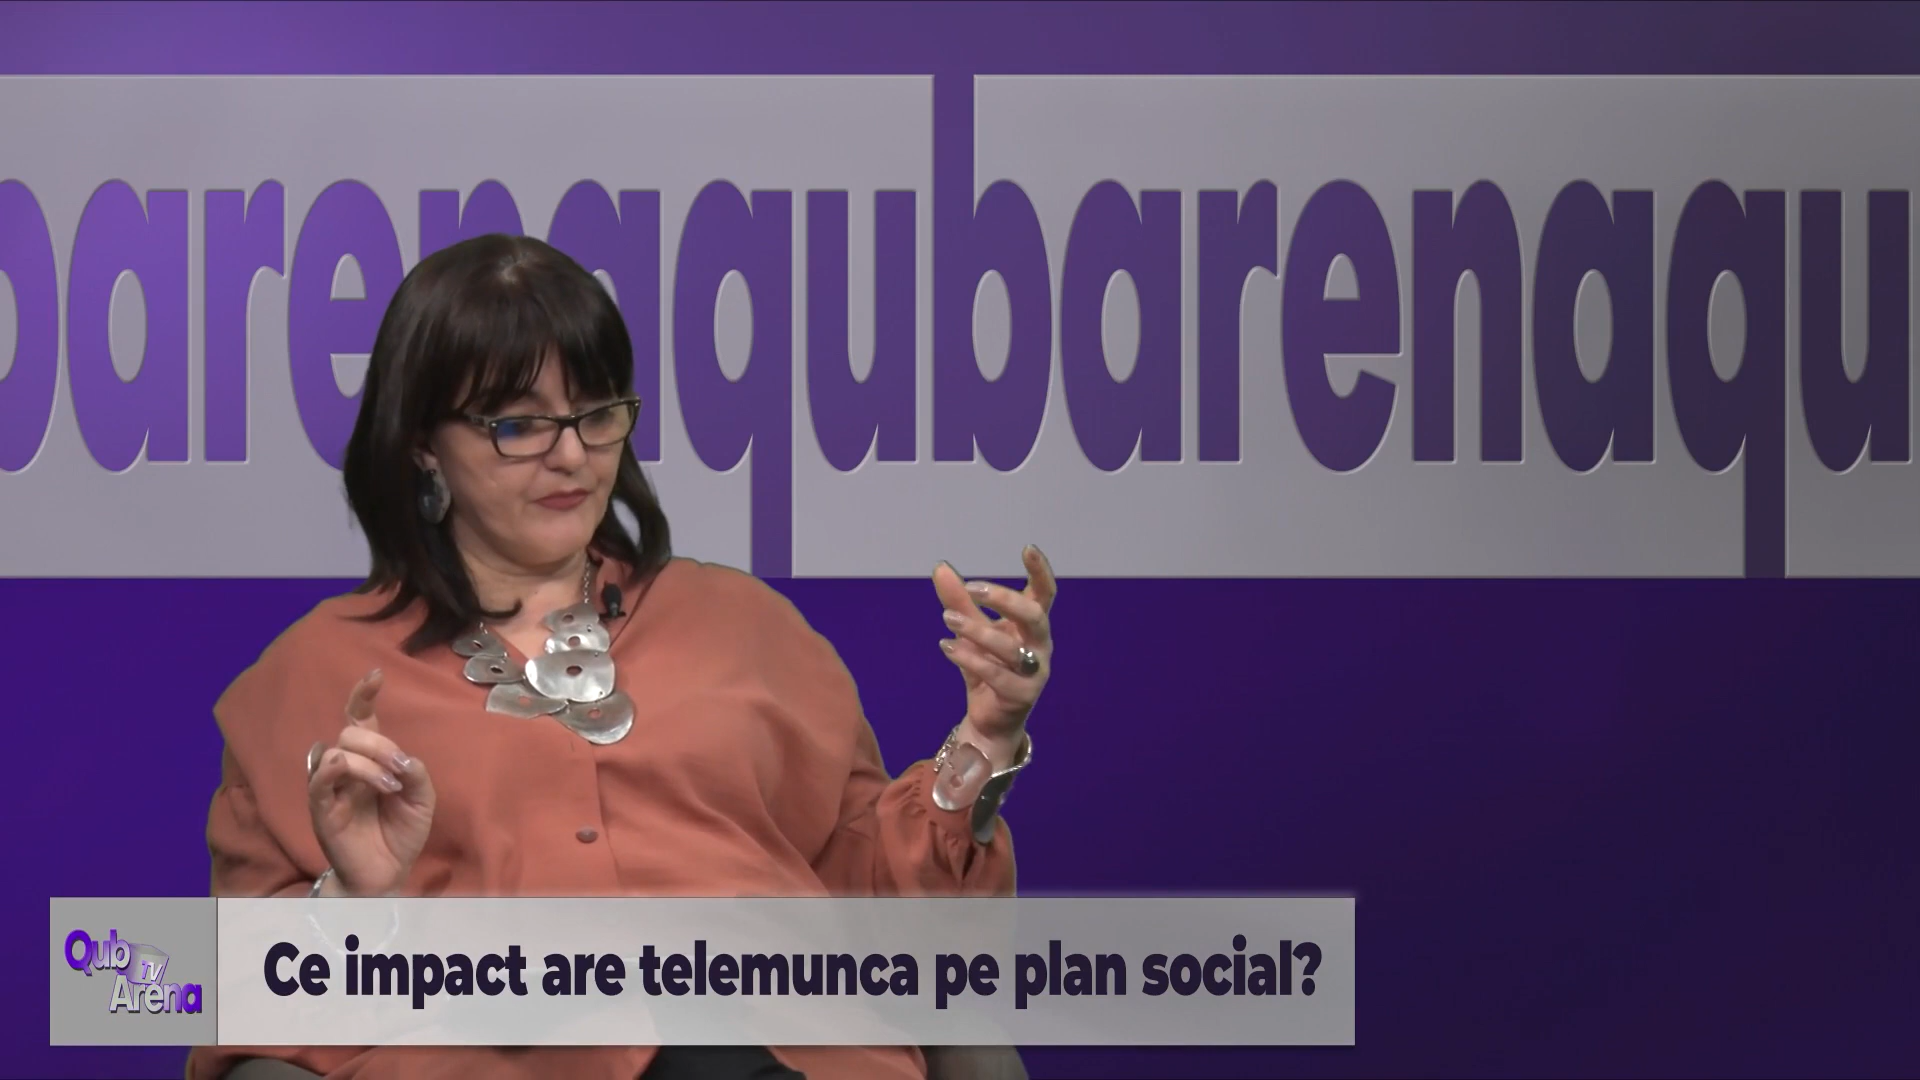 barenaqubarenaqu
Qub
TV
Arena
Ce impact are telemunca pe plan social?